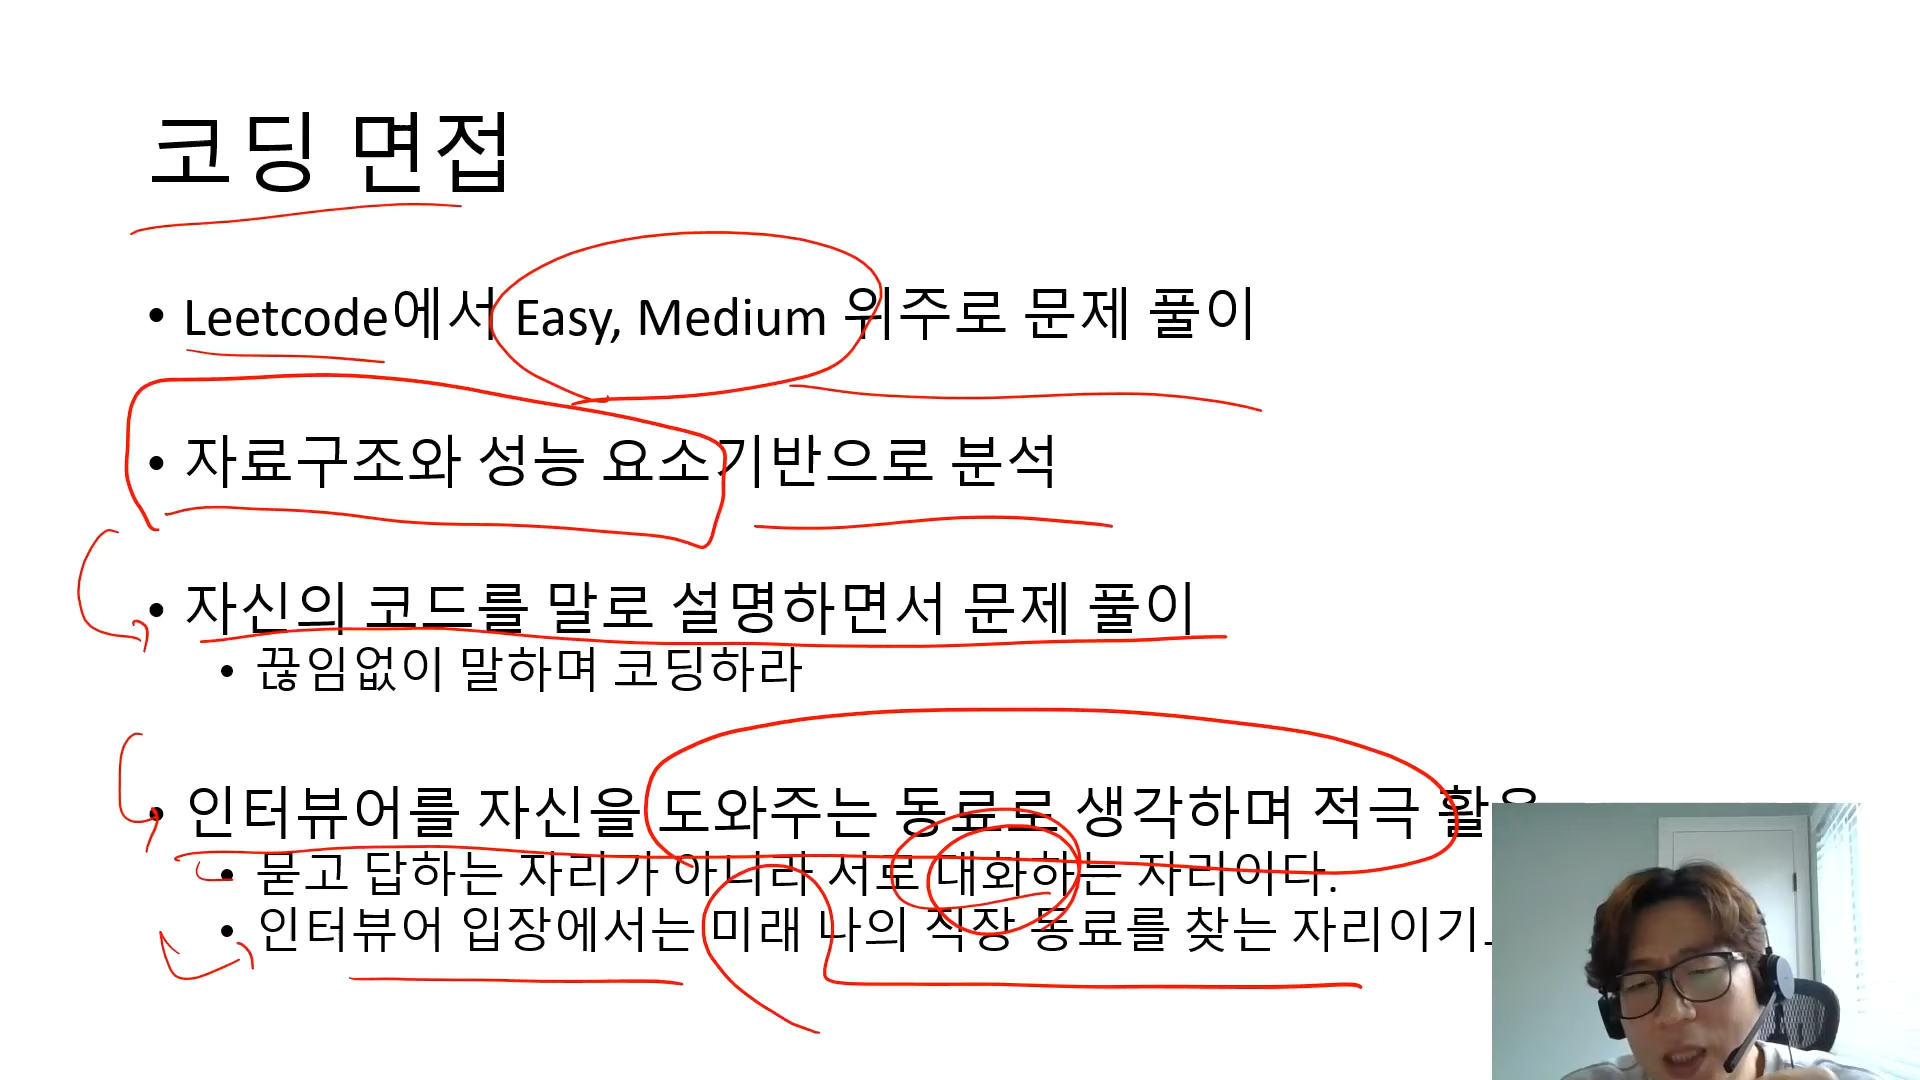 코딩 면접
• Leetcode에서 Easy, Medium 위주로 문제 풀이
• 자료구조와 성능 요소기반으로 분석
• 자신의 코드를 말로 설명하면서 문제 풀이
• 끊임없이 말하며 코딩하라
• 인터뷰어를 자신을 도와주는 동료로 생각하며 적극
• 묻고 답하는 자리가 아니라 서로 대화하는 자리이다.
• 인터뷰어 입장에서는 미래 나의 직장 동료를 찾는 자리이기